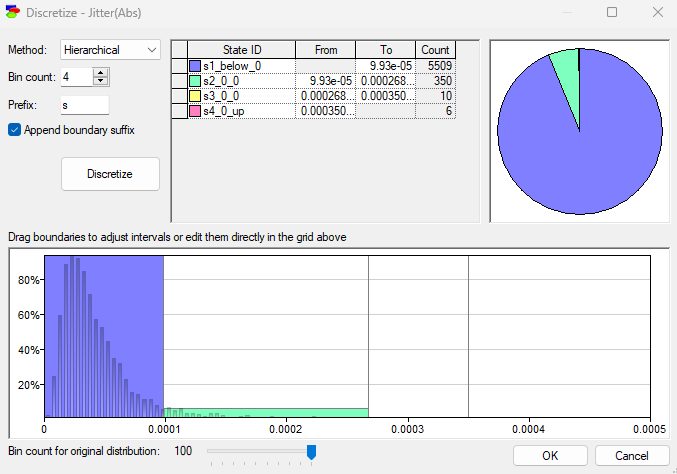 Discretize - Jitter(Abs)
Method: Hierarchical
Bin count: 4
Prefix: s
Append boundary suffix
Discretize
State ID From To Count
s1_below_0 9.93e-05 5509
s2_0_0 9.93e-05 0.000268... 350
s3_0_0 0.000268... 0.000350... 10
s4_0_up 0.000350... 6
Drag boundaries to adjust intervals or edit them directly in the grid above
80%
60%
40%
20%
0 0.0001 0.0002 0.0003 0.0004 0.0005
Bin count for original distribution: 100
OK Cancel